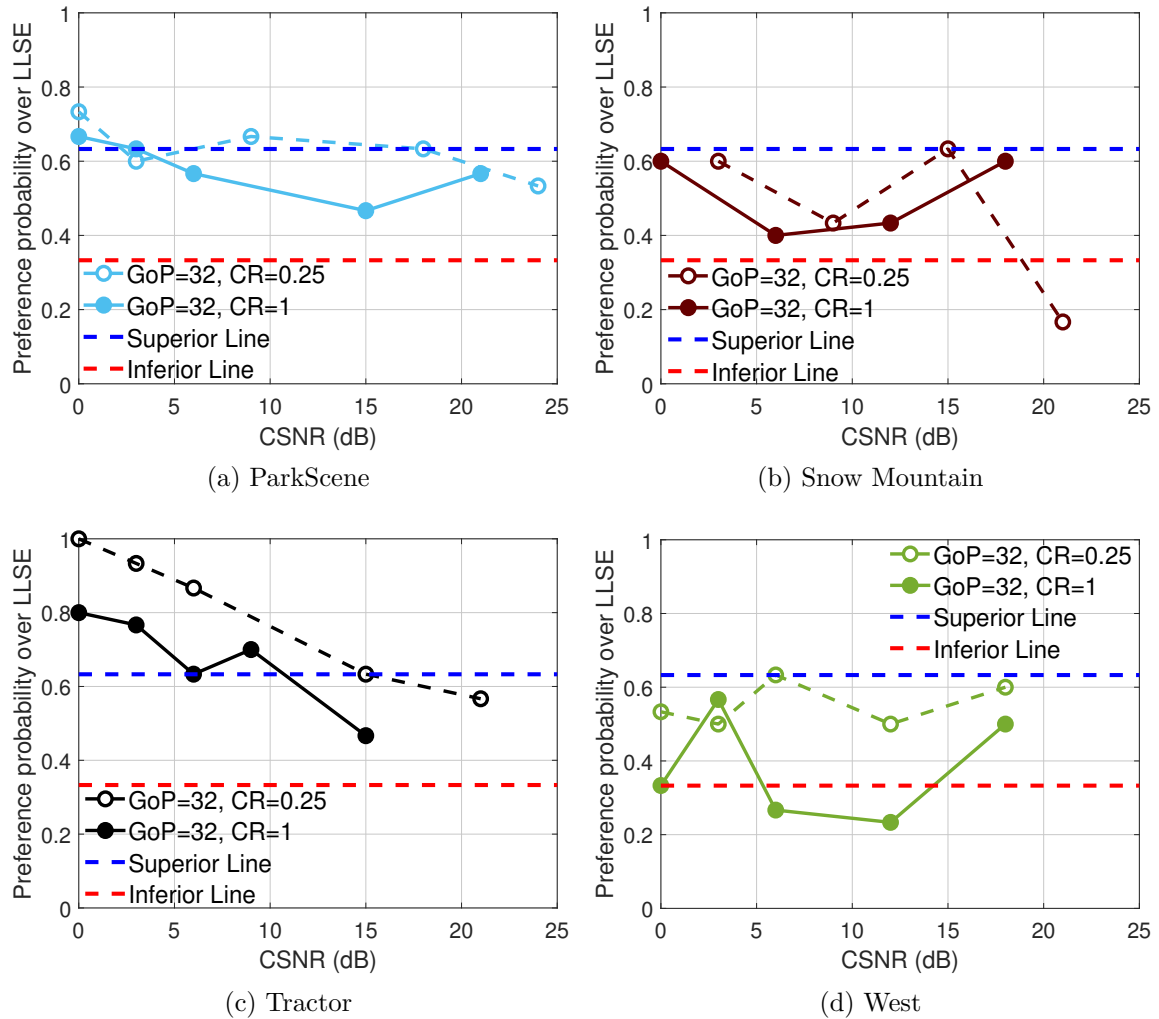 Preference probability over LLSE
1
0.8
0.6
0.4
0.2
0
GoP=32, CR=0.25
GoP=32, CR=1
Superior Line
Inferior Line
0 5 10 15 20 25
CSNR (dB)
(a) ParkScene
Preference probability over LLSE
1
0.8
0.6
0.4
0.2
0
GoP=32, CR=0.25
GoP=32, CR=1
Superior Line
Inferior Line
0 5 10 15 20 25
CSNR (dB)
(b) Snow Mountain
Preference probability over LLSE
1
0.8
0.6
0.4
0.2
0
GoP=32, CR=0.25
GoP=32, CR=1
Superior Line
Inferior Line
0 5 10 15 20 25
CSNR (dB)
(c) Tractor
Preference probability over LLSE
1
0.8
0.6
0.4
0.2
0
GoP=32, CR=0.25
GoP=32, CR=1
Superior Line
Inferior Line
0 5 10 15 20 25
CSNR (dB)
(d) West